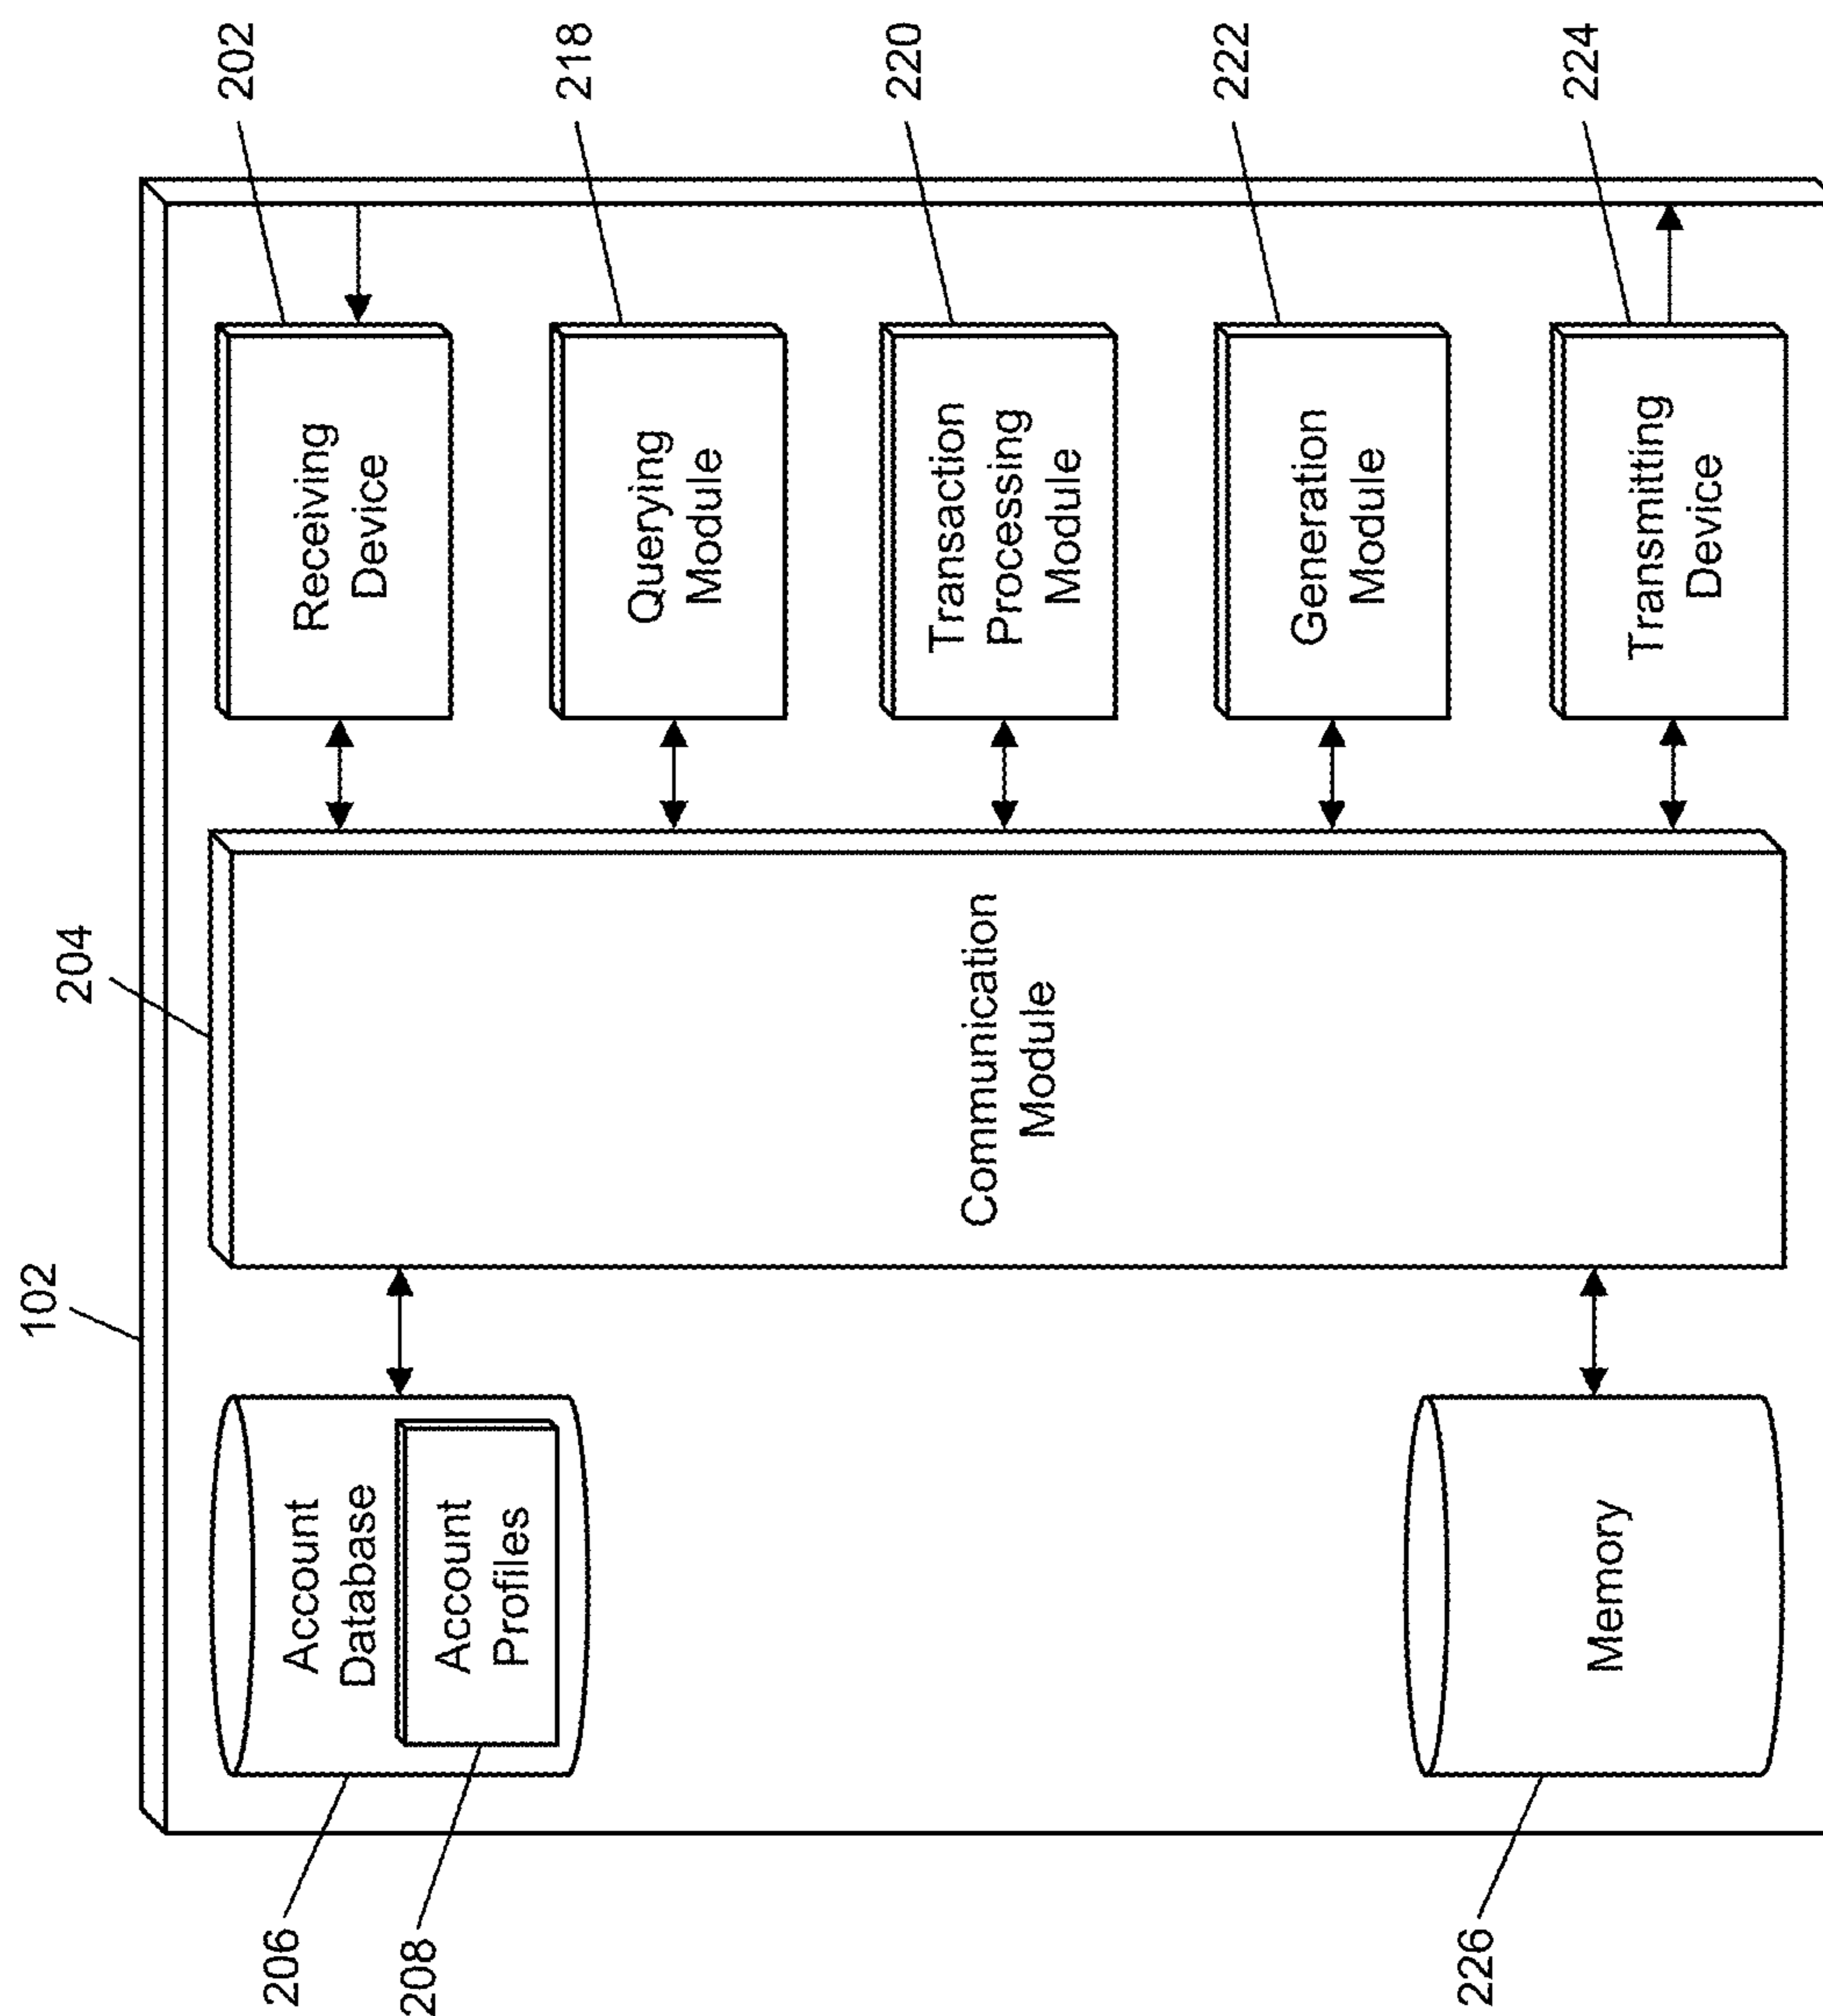 102
204
202
206
Account
Database
Receiving
Device
208
Account
Profiles
218
Querying
Module
Communication
Module
220
Transaction
Processing
Module
222
Generation
Module
226
Memory
224
Transmitting
Device